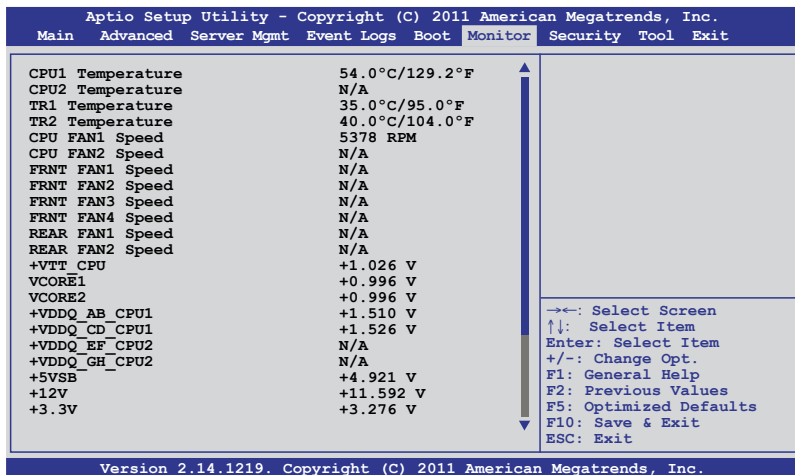 Aptio Setup Utility - Copyright (C) 2011 American Megatrends, Inc.
Main Advanced Server Mgmt Event Logs Boot Monitor Security Tool Exit
CPU1 Temperature 54.0°C/129.2°F
CPU2 Temperature N/A
TR1 Temperature 35.0°C/95.0°F
TR2 Temperature 40.0°C/104.0°F
CPU FAN1 Speed 5378 RPM
CPU FAN2 Speed N/A
FRNT FAN1 Speed N/A
FRNT FAN2 Speed N/A
FRNT FAN3 Speed N/A
FRNT FAN4 Speed N/A
REAR FAN1 Speed N/A
REAR FAN2 Speed N/A
+VTT_CPU +1.026 V
VCORE1 +0.996 V
VCORE2 +0.996 V
+VDDQ_AB_CPU1 +1.510 V
+VDDQ_CD_CPU1 +1.526 V
+VDDQ_EF_CPU2 N/A
+VDDQ_GH_CPU2 N/A
+5VSB +4.921 V
+12V +11.592 V
+3.3V +3.276 V
→←: Select Screen
↑↓: Select Item
Enter: Select Item
+/-: Change Opt.
F1: General Help
F2: Previous Values
F5: Optimized Defaults
F10: Save & Exit
ESC: Exit
Version 2.14.1219. Copyright (C) 2011 American Megatrends, Inc.